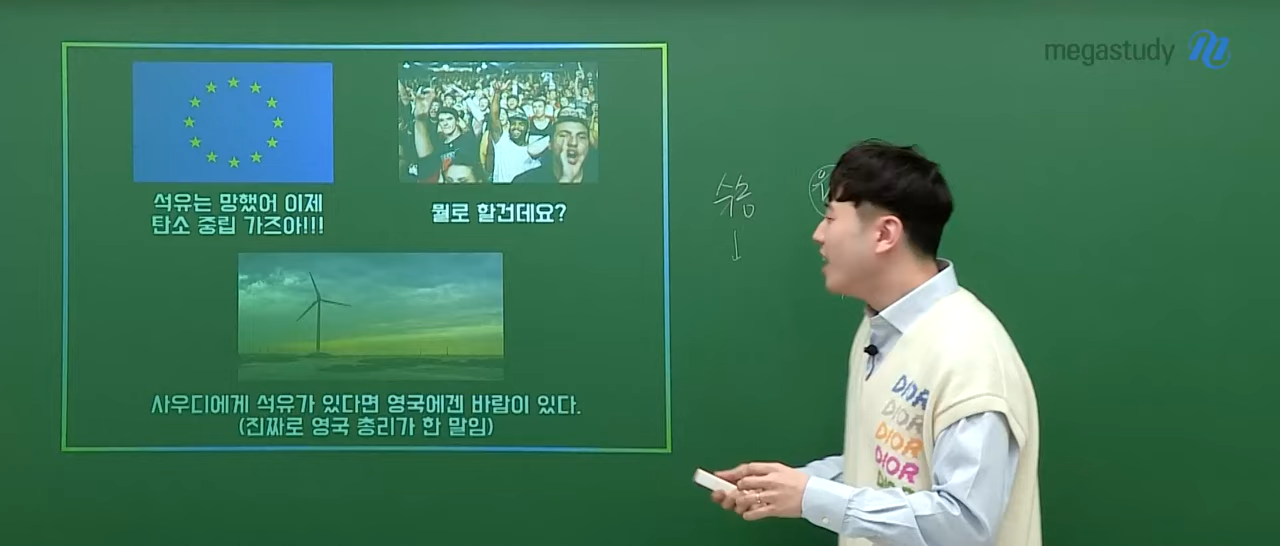 megastudy
석유는 망했어 이제
탄소 중립 가즈아!!!
뭘로 할건데요?
사우디에게 석유가 있다면 영국에겐 바람이 있다.
(진짜로 영국 총리가 한 말임)
수능
DIOR
DIOR
DIOR
DIOR
DIOR